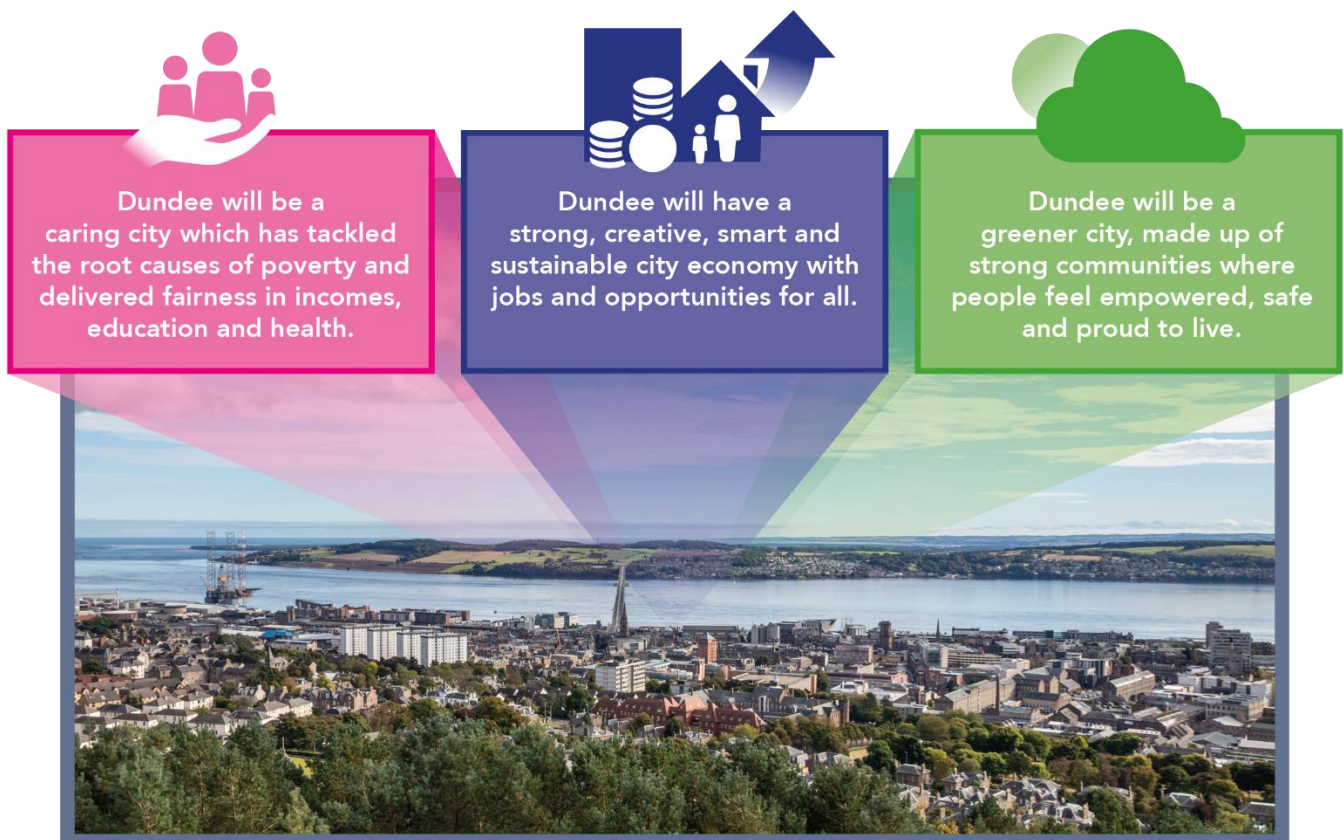 Dundee will be a
caring city which has tackled
the root causes of poverty and
delivered fairness in incomes,
education and health.
Dundee will have a
strong, creative, smart and
sustainable city economy with
jobs and opportunities for all.
Dundee will be a
greener city, made up of
strong communities where
people feel empowered, safe
and proud to live.